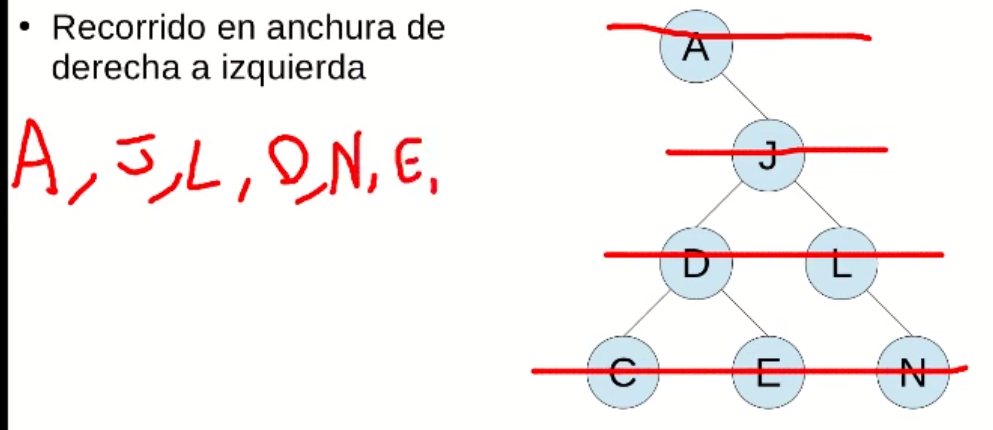 • Recorrido en anchura de
derecha a izquierda
A, J, L, D, N, E,
A
J
D L
C E N